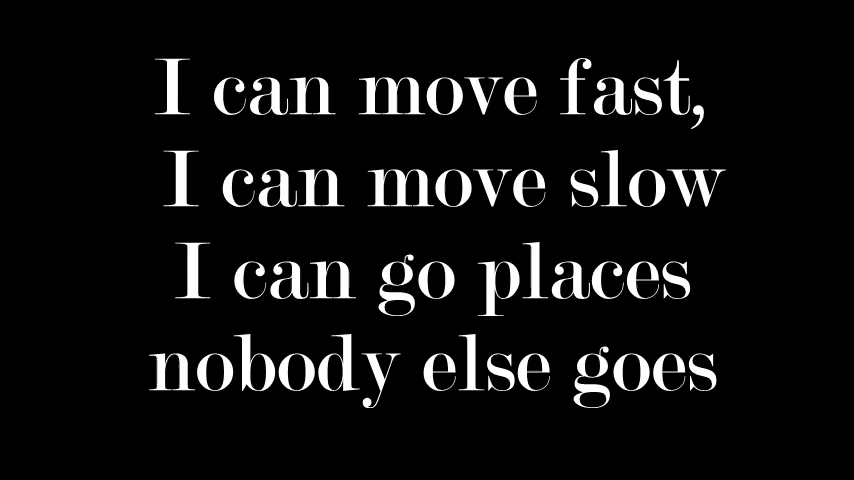 I can move fast,
I can move slow
I can go places
nobody else goes